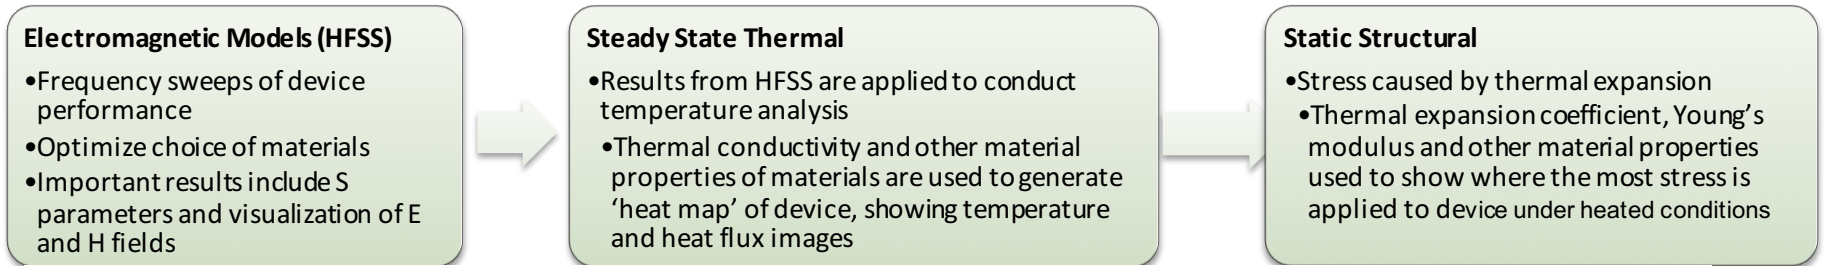 Electromagnetic Models (HFSS)
•Frequency sweeps of device
performance
•Optimize choice of materials
•Important results include S
parameters and visualization of E
and H fields
Steady State Thermal
•Results from HFSS are applied to conduct
temperature analysis
•Thermal conductivity and other material
properties of materials are used to generate
‘heat map’ of device, showing temperature
and heat flux images
Static Structural
•Stress caused by thermal expansion
•Thermal expansion coefficient, Young’s
modulus and other material properties
used to show where the most stress is
applied to device under heated conditions